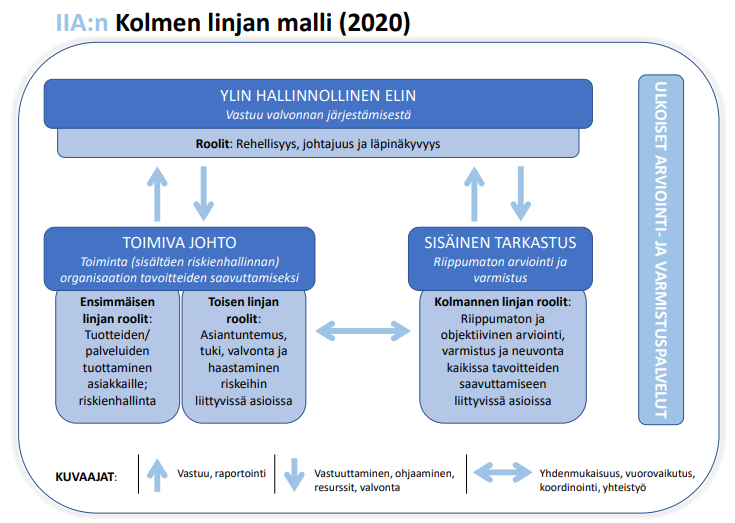 IIA:n Kolmen linjan malli (2020)
YLIN HALLINNOLLINEN ELIN
Vastuu valvonnan järjestämisestä
Roolit: Rehellisyys, johtajuus ja läpinäkyvyys
TOIMIVA JOHTO
Toiminta (sisältäen riskienhallinnan)
organisaation tavoitteiden saavuttamiseksi
Ensimmäisen
linjan roolit:
Tuotteiden/
palveluiden
tuottaminen
asiakkaille;
riskienhallinta
Toisen linjan
roolit:
Asiantuntemus,
tuki, valvonta ja
haastaminen
riskeihin
liittyvissä asioissa
SISÄINEN TARKASTUS
Riippumaton arviointi ja
varmistus
Kolmannen linjan roolit:
Riippumaton ja
objektiivinen arviointi,
varmistus ja neuvonta
kaikissa tavoitteiden
saavuttamiseen
liittyvissä asioissa
ULKOISET ARVIOINTI- JA VARMISTUSPALVELUT
KUVAAJAT:
Vastuu, raportointi
Vastuuttaminen, ohjaaminen,
resurssit, valvonta
Yhdenmukaisuus, vuorovaikutus,
koordinointi, yhteistyö